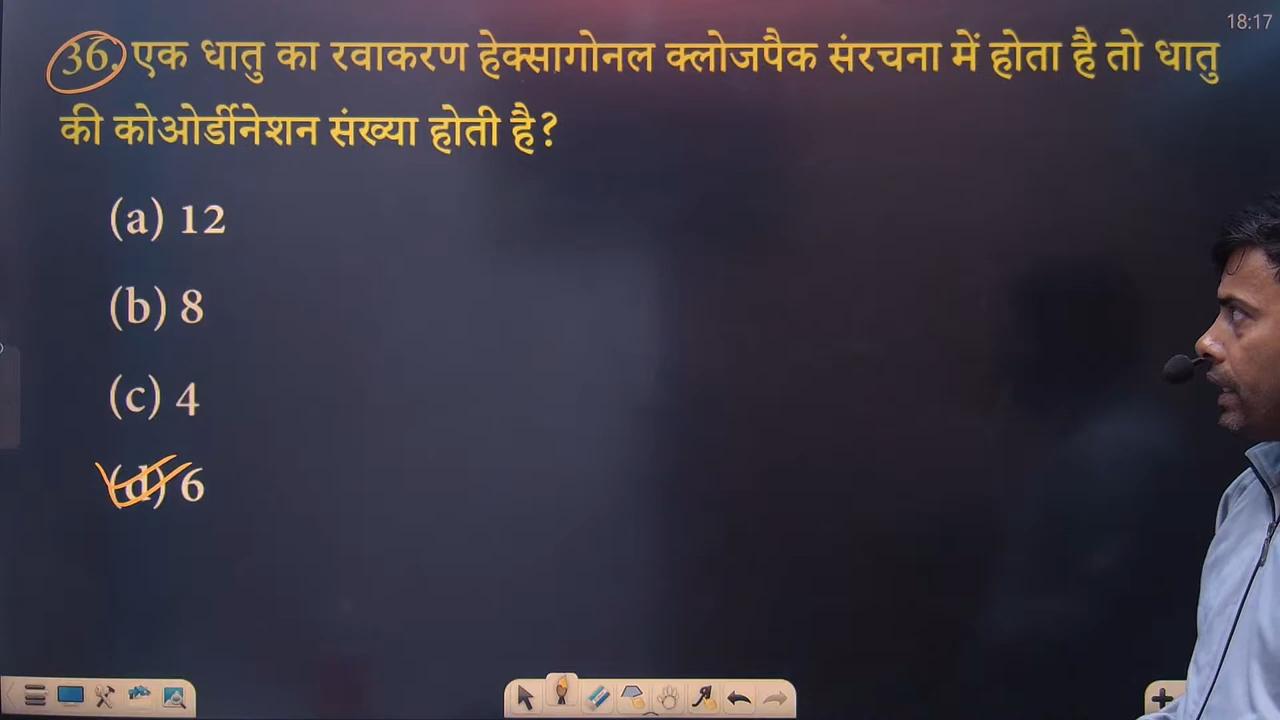 18:17
36. एक धातु का रवाकरण हेक्सागोनल क्लोजपैक संरचना में होता है तो धातु
की कोओर्डीनेशन संख्या होती है?
(a) 12
(b) 8
(c) 4
(d) 6